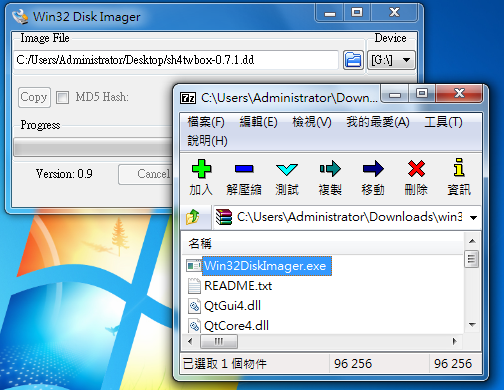 Win32 Disk Imager
Image File
Device
C:/Users/Administrator/Desktop/sh4twbox-0.7.1.dd
[G:\]
Copy
MD5 Hash:
Progress
Version: 0.9
Cancel
7z C:\Users\Administrator\Down...
檔案(F) 編輯(E) 檢視(V) 我的最愛(A) 工具(T)
說明(H)
加入 解壓縮 測試 複製 移動 刪除 資訊
C:\Users\Administrator\Downloads\win3
名稱
Win32DiskImager.exe
README.txt
QtGui4.dll
QtCore4.dll
已選取 1 個物件 96 256 96 256